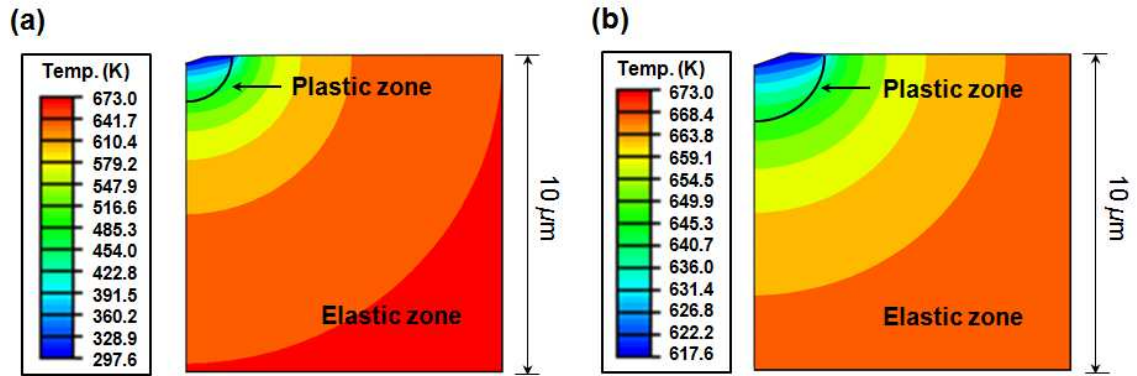 (a)
Temp. (K)
673.0
641.7
610.4
579.2
547.9
516.6
485.3
454.0
422.8
391.5
360.2
328.9
297.6
Plastic zone
Elastic zone
10 μm
(b)
Temp. (K)
673.0
668.4
663.8
659.1
654.5
649.9
645.3
640.7
636.0
631.4
626.8
622.2
617.6
Plastic zone
Elastic zone
10 μm